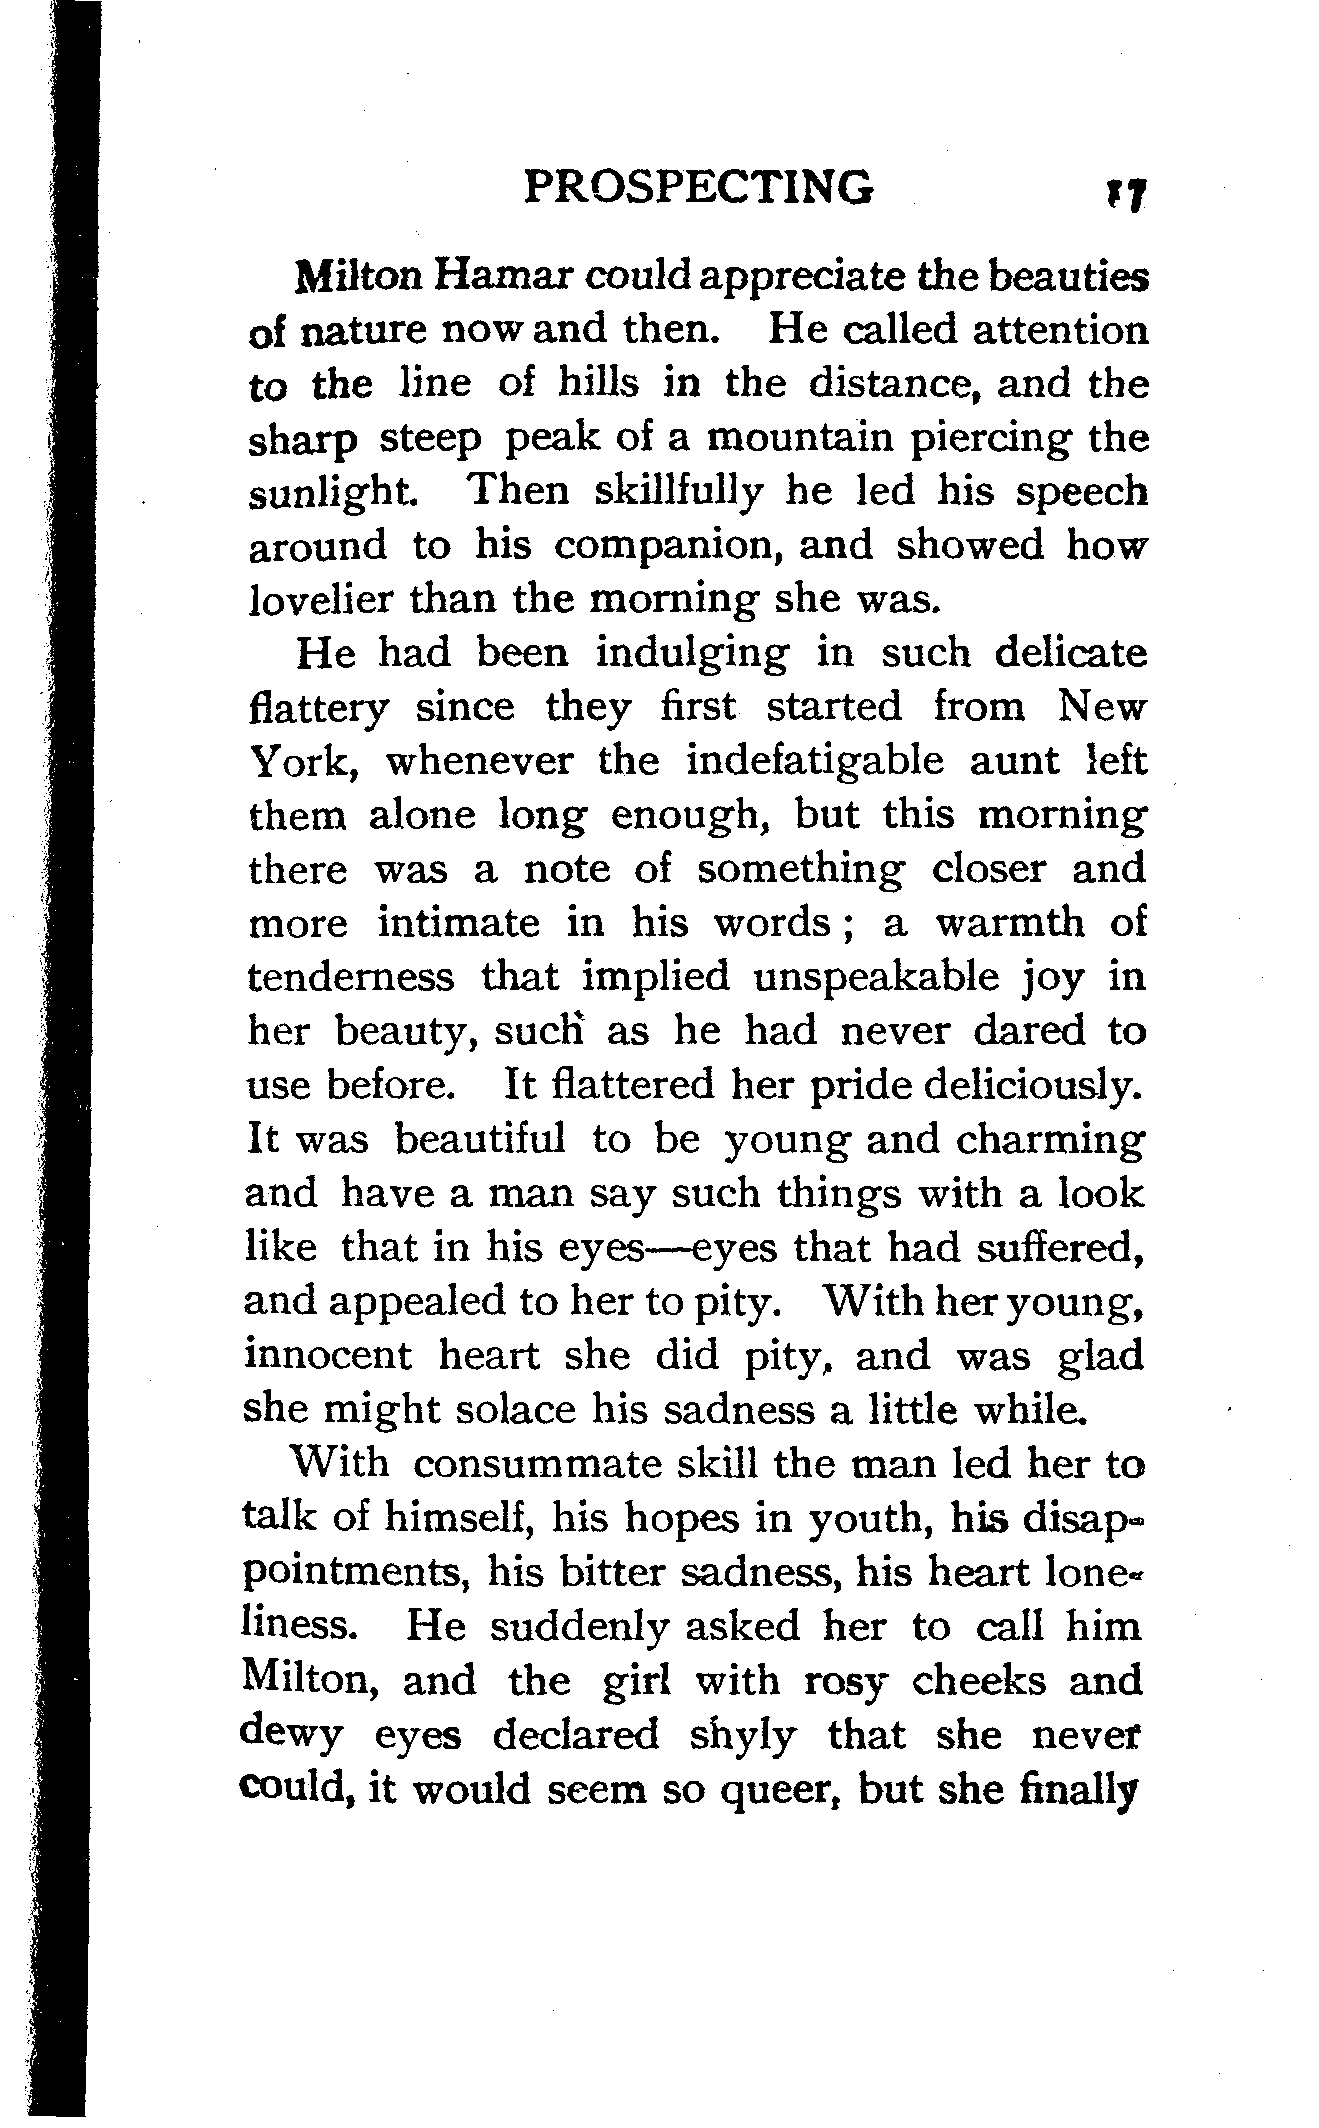 PROSPECTING 17
Milton Hamar could appreciate the beauties
of nature now and then. He called attention
to the line of hills in the distance, and the
sharp steep peak of a mountain piercing the
sunlight. Then skillfully he led his speech
around to his companion, and showed how
lovelier than the morning she was.
He had been indulging in such delicate
flattery since they first started from New
York, whenever the indefatigable aunt left
them alone long enough, but this morning
there was a note of something closer and
more intimate in his words ; a warmth of
tenderness that implied unspeakable joy in
her beauty, such as he had never dared to
use before. It flattered her pride deliciously.
It was beautiful to be young and charming
and have a man say such things with a look
like that in his eyes—eyes that had suffered,
and appealed to her to pity. With her young,
innocent heart she did pity, and was glad
she might solace his sadness a little while.
With consummate skill the man led her to
talk of himself, his hopes in youth, his disap-
pointments, his bitter sadness, his heart lone-
liness. He suddenly asked her to call him
Milton, and the girl with rosy cheeks and
dewy eyes declared shyly that she never
could, it would seem so queer, but she finally